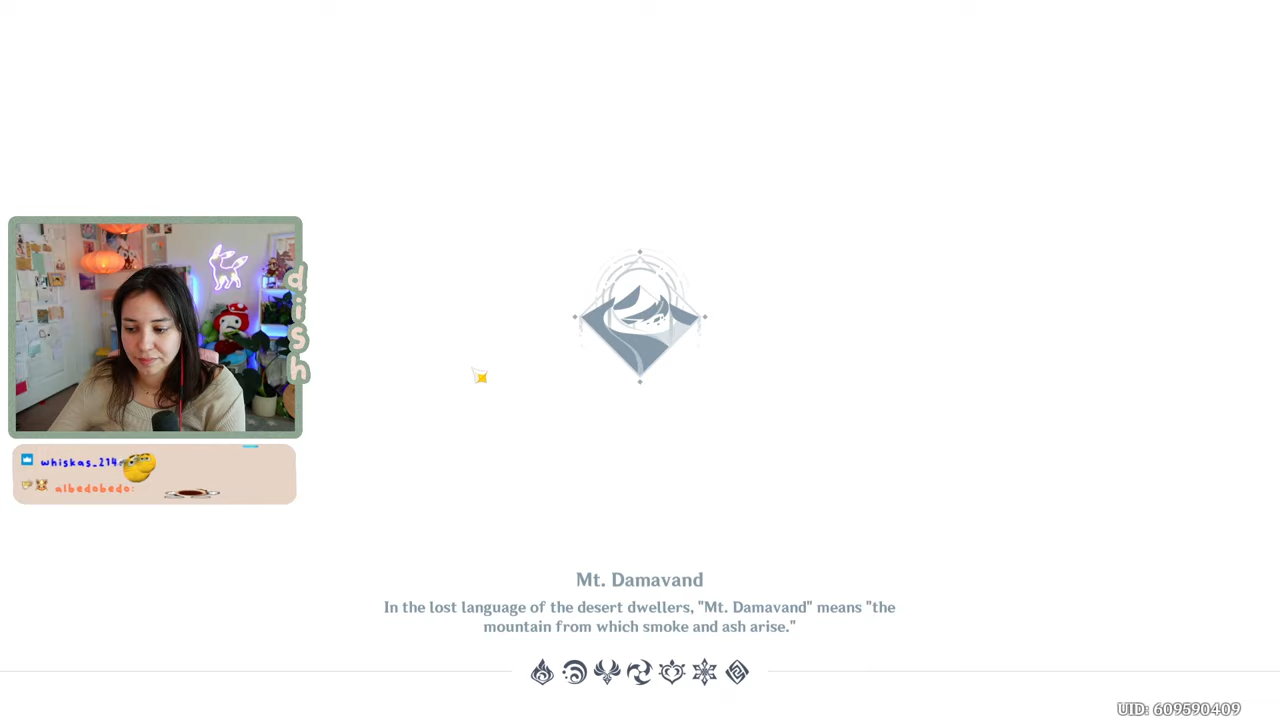 dish
whiskas_214
albedobedo:
Mt. Damavand
In the lost language of the desert dwellers, "Mt. Damavand" means "the
mountain from which smoke and ash arise."
UID: 609590409